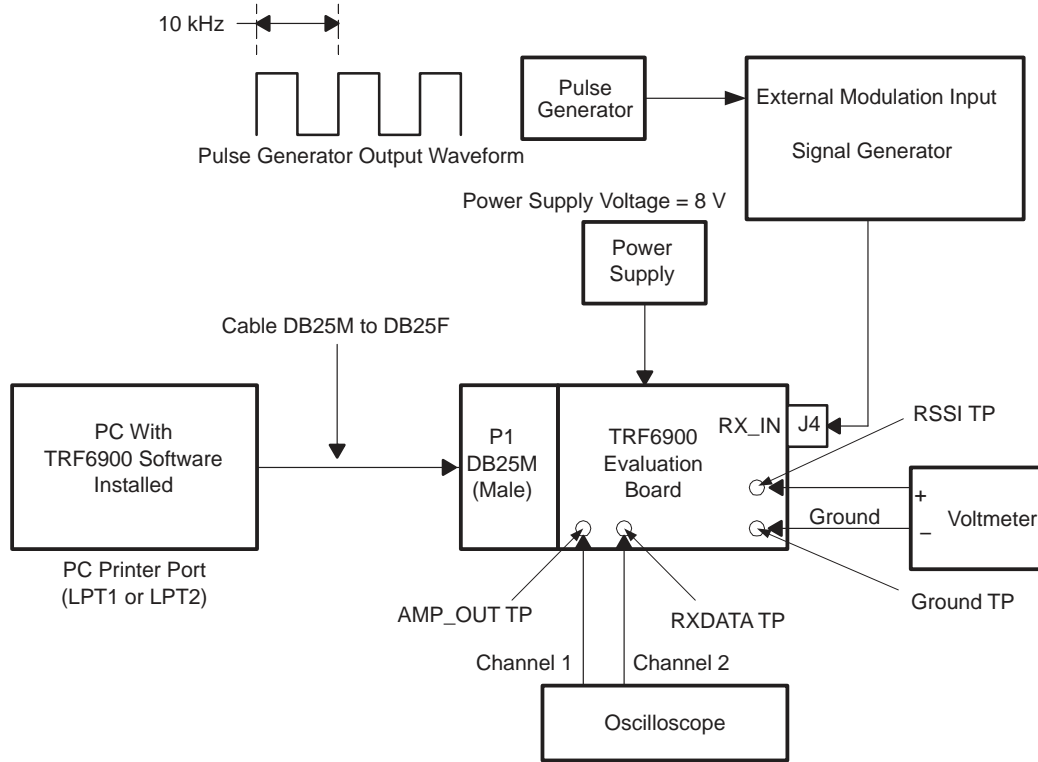 10 kHz
Pulse Generator Output Waveform
Pulse
Generator
External Modulation Input
Signal Generator
Power Supply Voltage = 8 V
Power
Supply
Cable DB25M to DB25F
PC With
TRF6900 Software
Installed
PC Printer Port
(LPT1 or LPT2)
P1
DB25M
(Male)
TRF6900
Evaluation
Board
RX_IN
J4
RSSI TP
+
−
Voltmeter
Ground
Ground TP
AMP_OUT TP
RXDATA TP
Channel 1
Channel 2
Oscilloscope